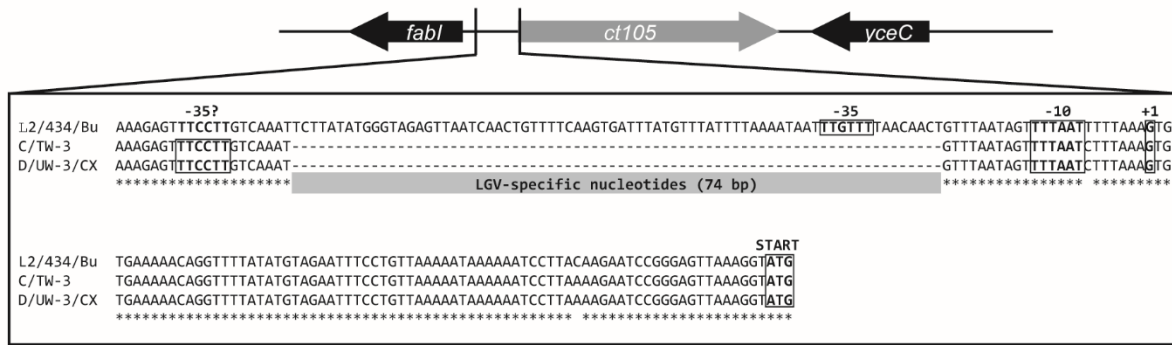 fabI ct105 yceC
-35? -35 -10 +1
L2/434/Bu AAAGAGTTTCCTTGTCAAATTCTTATATGGGTAGAGTTAATCAACTGTTTTCAAGTGATTTATGTTTATTTTAAAATAATTTGTTTTAACAACTGTTTAATAGTTTTAATTTTTAAAGTG
C/TW-3 AAAGAGTTTCCTTGTCAAAT--------------------------------------------------------------------------GTTTAATAGTTTTAATCTTTAAAGTG
D/UW-3/CX AAAGAGTTTCCTTGTCAAAT--------------------------------------------------------------------------GTTTAATAGTTTTAATCTTTAAAGTG
******************** LGV-specific nucleotides (74 bp) **************** *********
START
L2/434/Bu TGAAAAACAGGTTTTATATGTAGAATTTCCTGTTAAAAATAAAAAATCCTTACAAGAATCCGGGAGTTAAAGGTATG
C/TW-3 TGAAAAACAGGTTTTATATGTAGAATTTCCTGTTAAAAATAAAAAATCCTTAAAAGAATCCGGGAGTTAAAGGTATG
D/UW-3/CX TGAAAAACAGGTTTTATATGTAGAATTTCCTGTTAAAAATAAAAAATCCTTAAAAGAATCCGGGAGTTAAAGGTATG
**************************************************** ************************